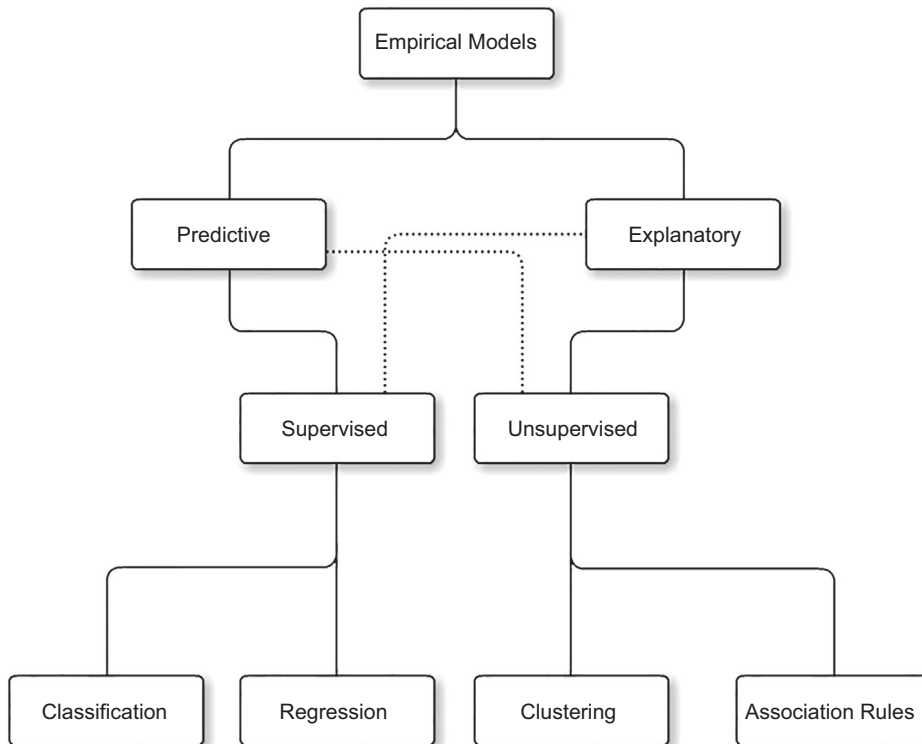 Empirical Models
Predictive
Explanatory
Supervised
Unsupervised
Classification
Regression
Clustering
Association Rules